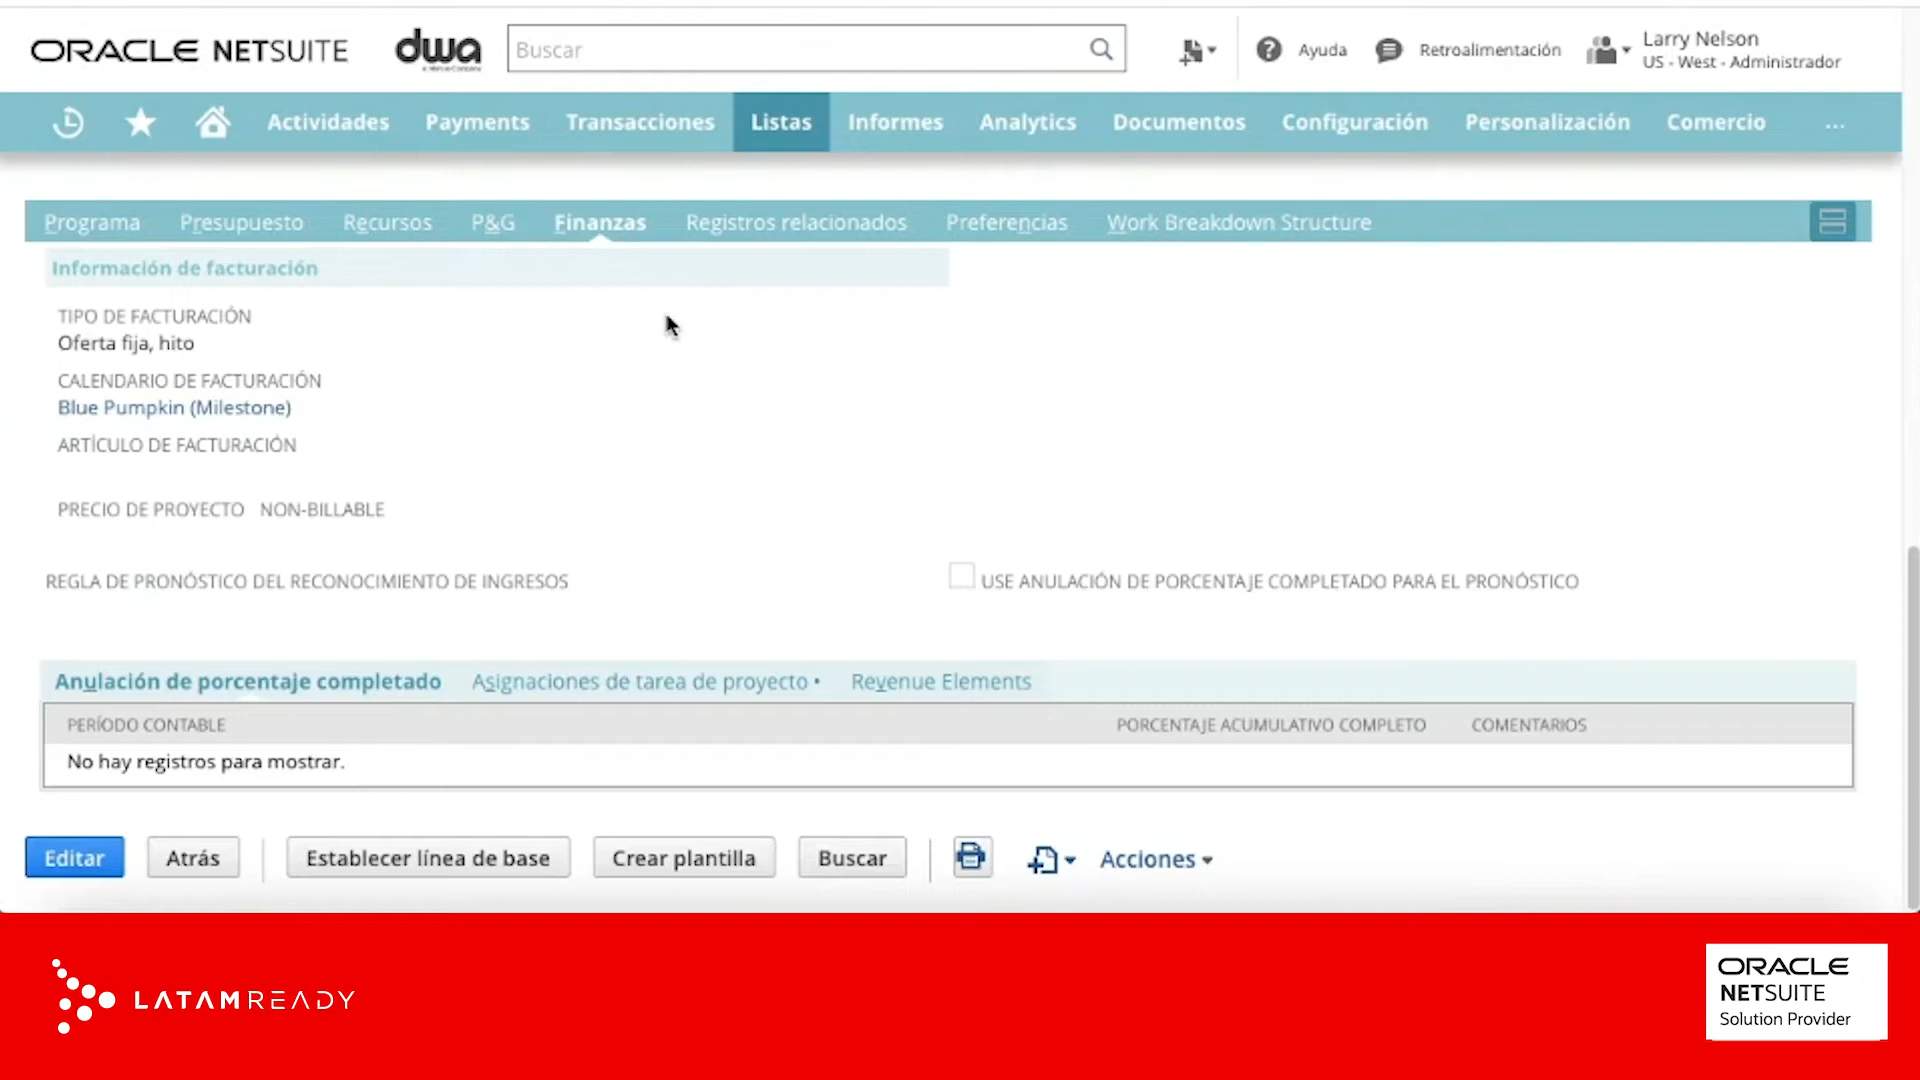 ORACLE NETSUITE
dwa
Buscar
Ayuda
Retroalimentación
Larry Nelson
US - West - Administrador
Actividades
Payments
Transacciones
Listas
Informes
Analytics
Documentos
Configuración
Personalización
Comercio
...
Programa
Presupuesto
Recursos
P&G
Finanzas
Registros relacionados
Preferencias
Work Breakdown Structure
Información de facturación
TIPO DE FACTURACIÓN
Oferta fija, hito
CALENDARIO DE FACTURACIÓN
Blue Pumpkin (Milestone)
ARTÍCULO DE FACTURACIÓN
PRECIO DE PROYECTO NON-BILLABLE
REGLA DE PRONÓSTICO DEL RECONOCIMIENTO DE INGRESOS
USE ANULACIÓN DE PORCENTAJE COMPLETADO PARA EL PRONÓSTICO
Anulación de porcentaje completado
Asignaciones de tarea de proyecto •
Revenue Elements
PERÍODO CONTABLE
PORCENTAJE ACUMULATIVO COMPLETO
COMENTARIOS
No hay registros para mostrar.
Editar
Atrás
Establecer línea de base
Crear plantilla
Buscar
Acciones
LATAMREADY
ORACLE
NETSUITE
Solution Provider